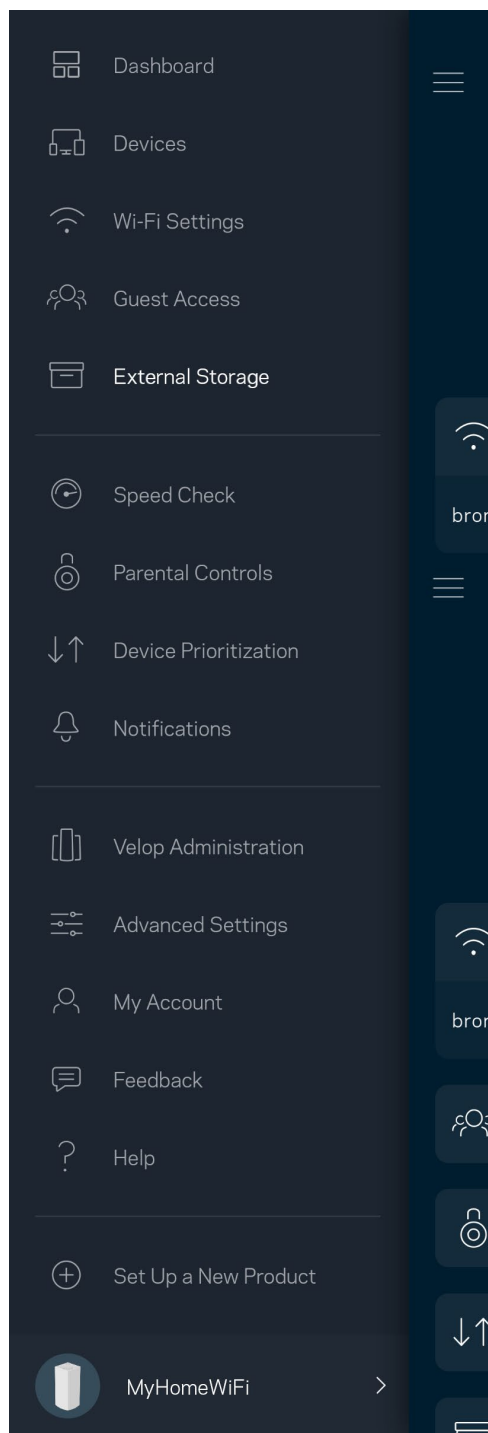 Dashboard
Devices
Wi-Fi Settings
Guest Access
External Storage
Speed Check
Parental Controls
Device Prioritization
Notifications
Velop Administration
Advanced Settings
My Account
Feedback
Help
Set Up a New Product
MyHomeWiFi